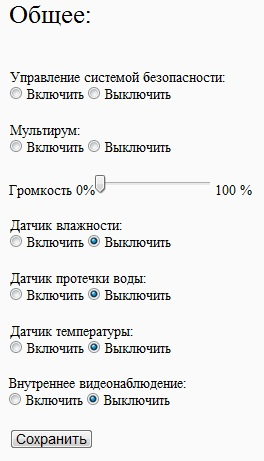 Общее:
Управление системой безопасности:
Включить Выключить
Мультирум:
Включить Выключить
Громкость 0% 100 %
Датчик влажности:
Включить Выключить
Датчик протечки воды:
Включить Выключить
Датчик температуры:
Включить Выключить
Внутреннее видеонаблюдение:
Включить Выключить
Сохранить